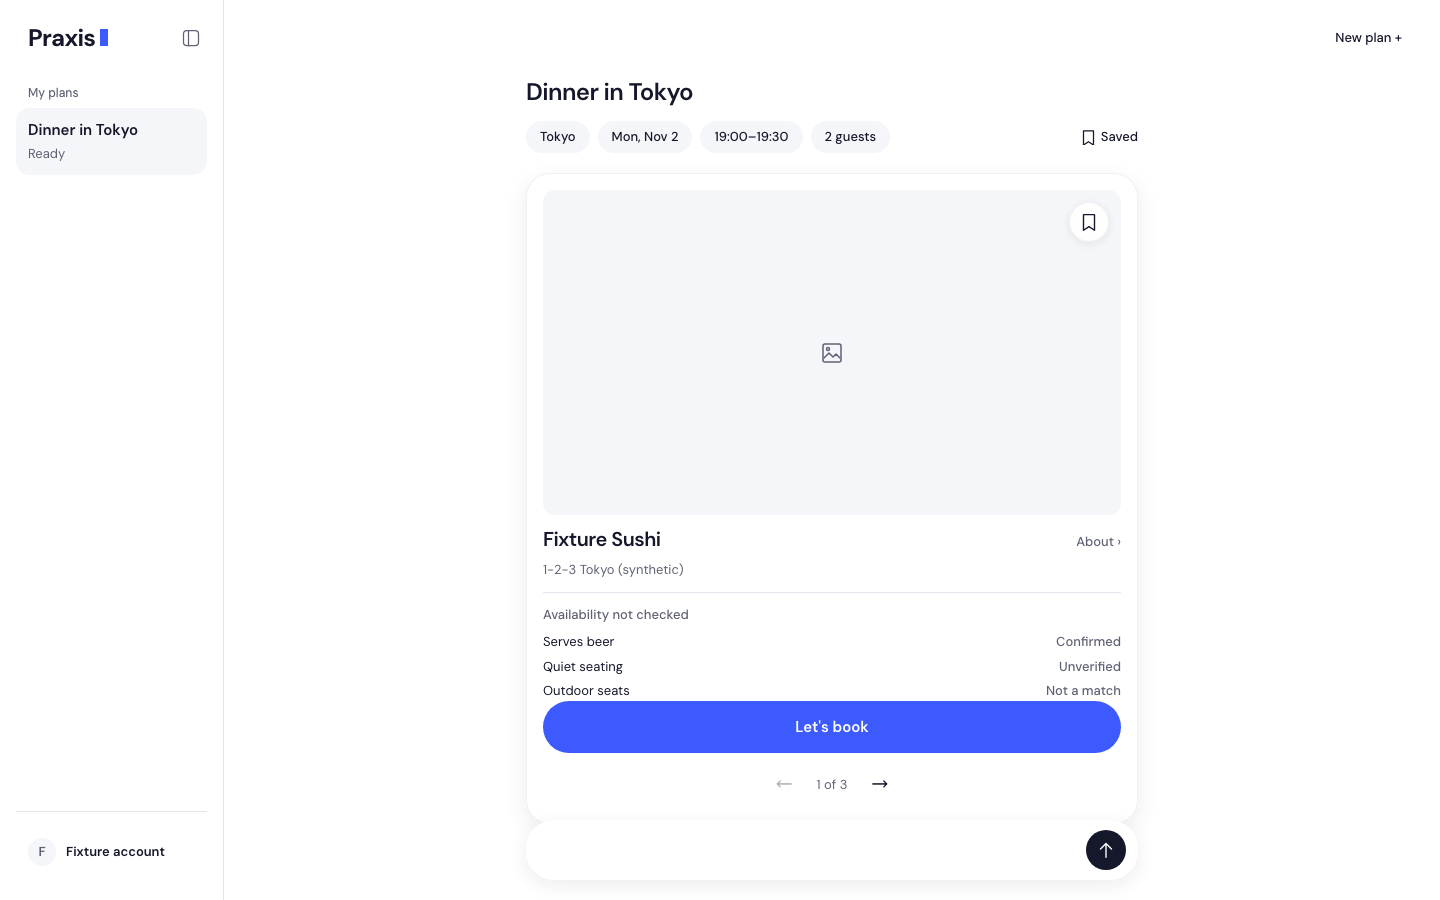 Praxis
New plan +
My plans
Dinner in Tokyo
Ready
Dinner in Tokyo
Tokyo
Mon, Nov 2
19:00–19:30
2 guests
Saved
Fixture Sushi
About ›
1-2-3 Tokyo (synthetic)
Availability not checked
Serves beer Confirmed
Quiet seating Unverified
Outdoor seats Not a match
Let's book
1 of 3
F
Fixture account